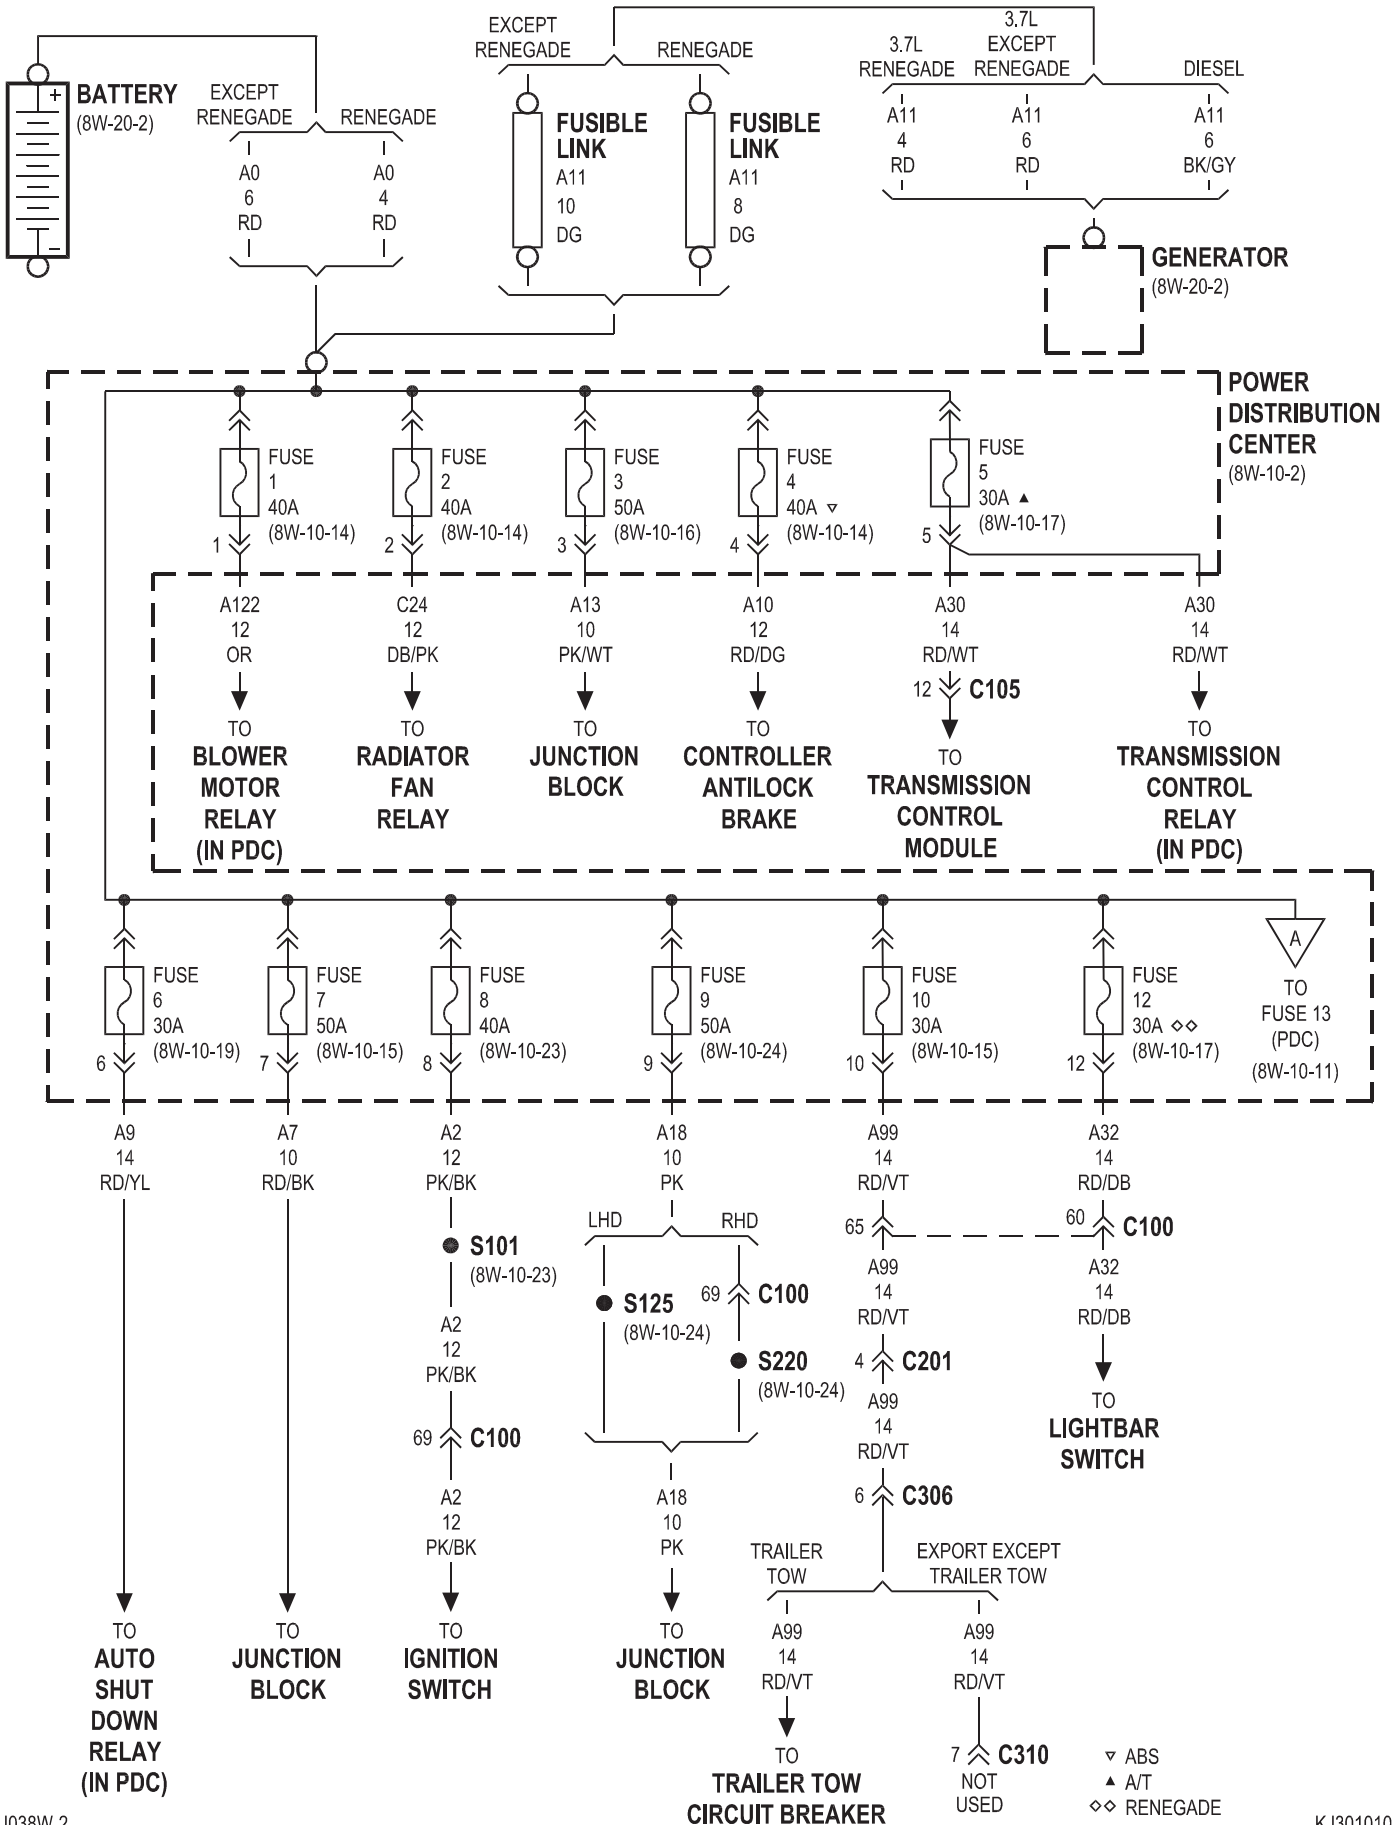 EXCEPT
RENEGADE
RENEGADE
3.7L
RENEGADE
3.7L
EXCEPT
RENEGADE
DIESEL
+
-
BATTERY
(8W-20-2)
EXCEPT
RENEGADE
RENEGADE
A0
6
RD
A0
4
RD
FUSIBLE
LINK
A11
10
DG
FUSIBLE
LINK
A11
8
DG
A11
4
RD
A11
6
RD
A11
6
BK/GY
GENERATOR
(8W-20-2)
POWER
DISTRIBUTION
CENTER
(8W-10-2)
FUSE
1
40A
(8W-10-14)
1
FUSE
2
40A
(8W-10-14)
2
FUSE
3
50A
(8W-10-16)
3
FUSE
4
40A ▿
(8W-10-14)
4
FUSE
5
30A ▲
(8W-10-17)
5
A122
12
OR
TO
BLOWER
MOTOR
RELAY
(IN PDC)
C24
12
DB/PK
TO
RADIATOR
FAN
RELAY
A13
10
PK/WT
TO
JUNCTION
BLOCK
A10
12
RD/DG
TO
CONTROLLER
ANTILOCK
BRAKE
A30
14
RD/WT
12 C105
TO
TRANSMISSION
CONTROL
MODULE
A30
14
RD/WT
TO
TRANSMISSION
CONTROL
RELAY
(IN PDC)
FUSE
6
30A
(8W-10-19)
6
FUSE
7
50A
(8W-10-15)
7
FUSE
8
40A
(8W-10-23)
8
FUSE
9
50A
(8W-10-24)
9
FUSE
10
30A
(8W-10-15)
10
FUSE
12
30A ◇◇
(8W-10-17)
12
A
TO
FUSE 13
(PDC)
(8W-10-11)
A9
14
RD/YL
TO
AUTO
SHUT
DOWN
RELAY
(IN PDC)
A7
10
RD/BK
TO
JUNCTION
BLOCK
A2
12
PK/BK
S101
(8W-10-23)
A2
12
PK/BK
69 C100
A2
12
PK/BK
TO
IGNITION
SWITCH
A18
10
PK
LHD
RHD
S125
(8W-10-24)
69 C100
S220
(8W-10-24)
A18
10
PK
TO
JUNCTION
BLOCK
A99
14
RD/VT
65
A99
14
RD/VT
4 C201
A99
14
RD/VT
6 C306
TRAILER
TOW
EXPORT EXCEPT
TRAILER TOW
A99
14
RD/VT
TO
TRAILER TOW
CIRCUIT BREAKER
A99
14
RD/VT
7 C310
NOT
USED
A32
14
RD/DB
60 C100
A32
14
RD/DB
TO
LIGHTBAR
SWITCH
▿ ABS
▲ A/T
◇◇ RENEGADE
J038W-2
KJ301010